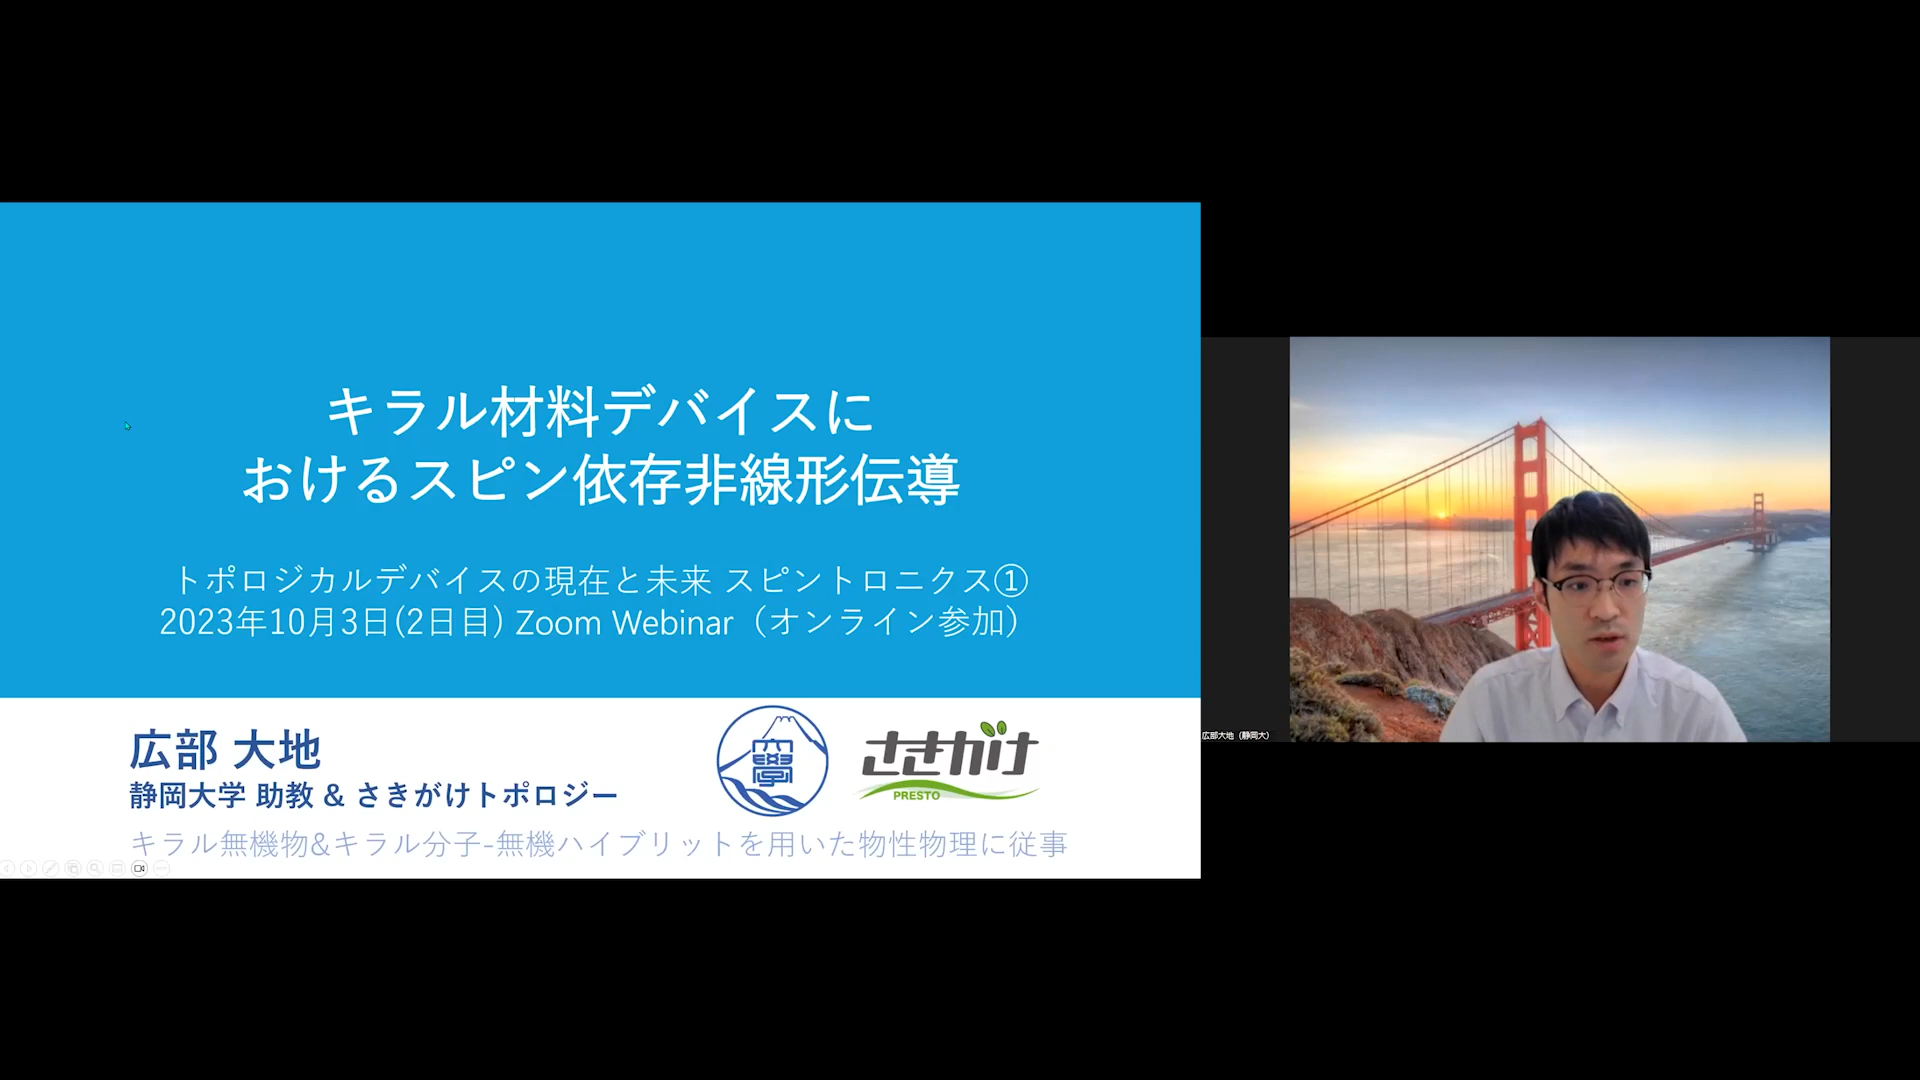 キラル材料デバイスに
おけるスピン依存非線形伝導
トポロジカルデバイスの現在と未来 スピントロニクス①
2023年10月3日(2日目) Zoom Webinar（オンライン参加）
広部 大地
静岡大学 助教 & さきがけトポロジー
キラル無機物&キラル分子-無機ハイブリットを用いた物性物理に従事
大學
さきがけ
PRESTO
広部大地（静岡大）